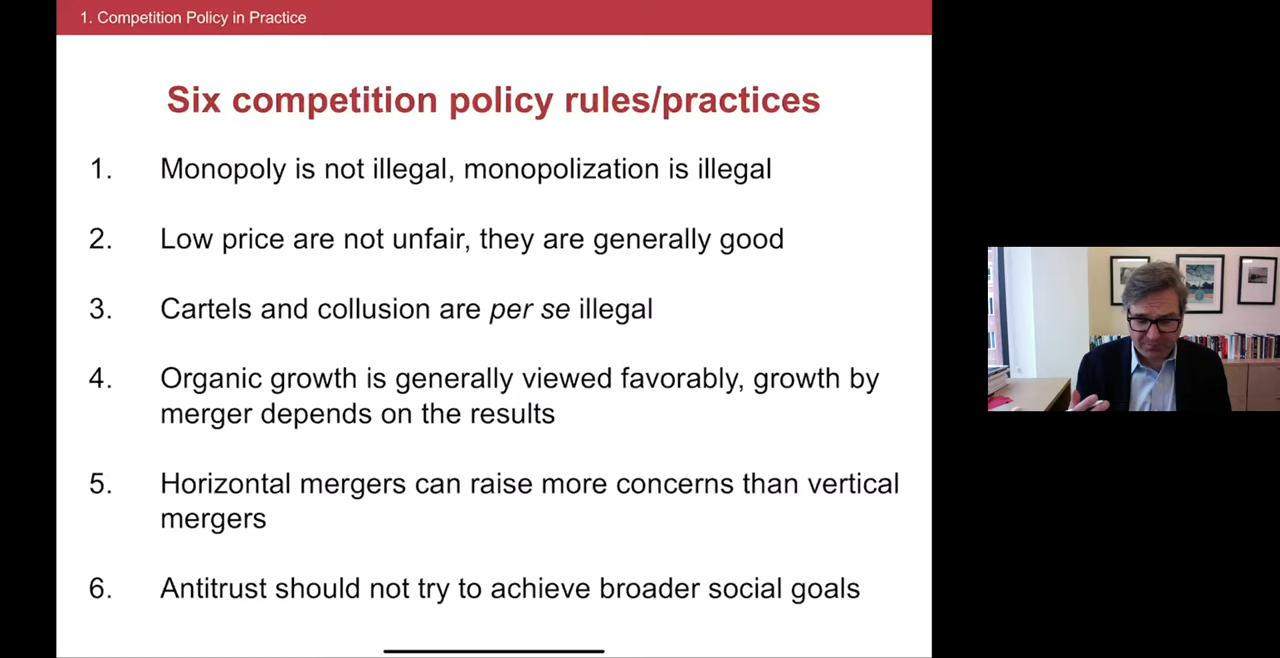 1. Competition Policy in Practice
Six competition policy rules/practices
1. Monopoly is not illegal, monopolization is illegal
2. Low price are not unfair, they are generally good
3. Cartels and collusion are per se illegal
4. Organic growth is generally viewed favorably, growth by
merger depends on the results
5. Horizontal mergers can raise more concerns than vertical
mergers
6. Antitrust should not try to achieve broader social goals